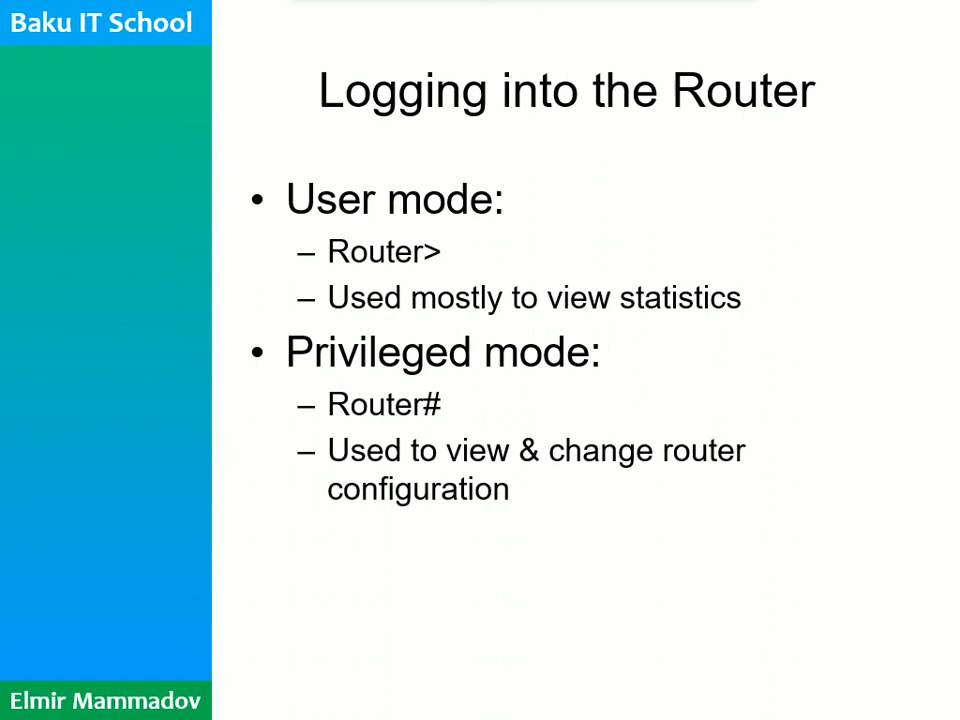 Baku IT School
Logging into the Router
• User mode:
– Router>
– Used mostly to view statistics
• Privileged mode:
– Router#
– Used to view & change router
configuration
Elmir Mammadov